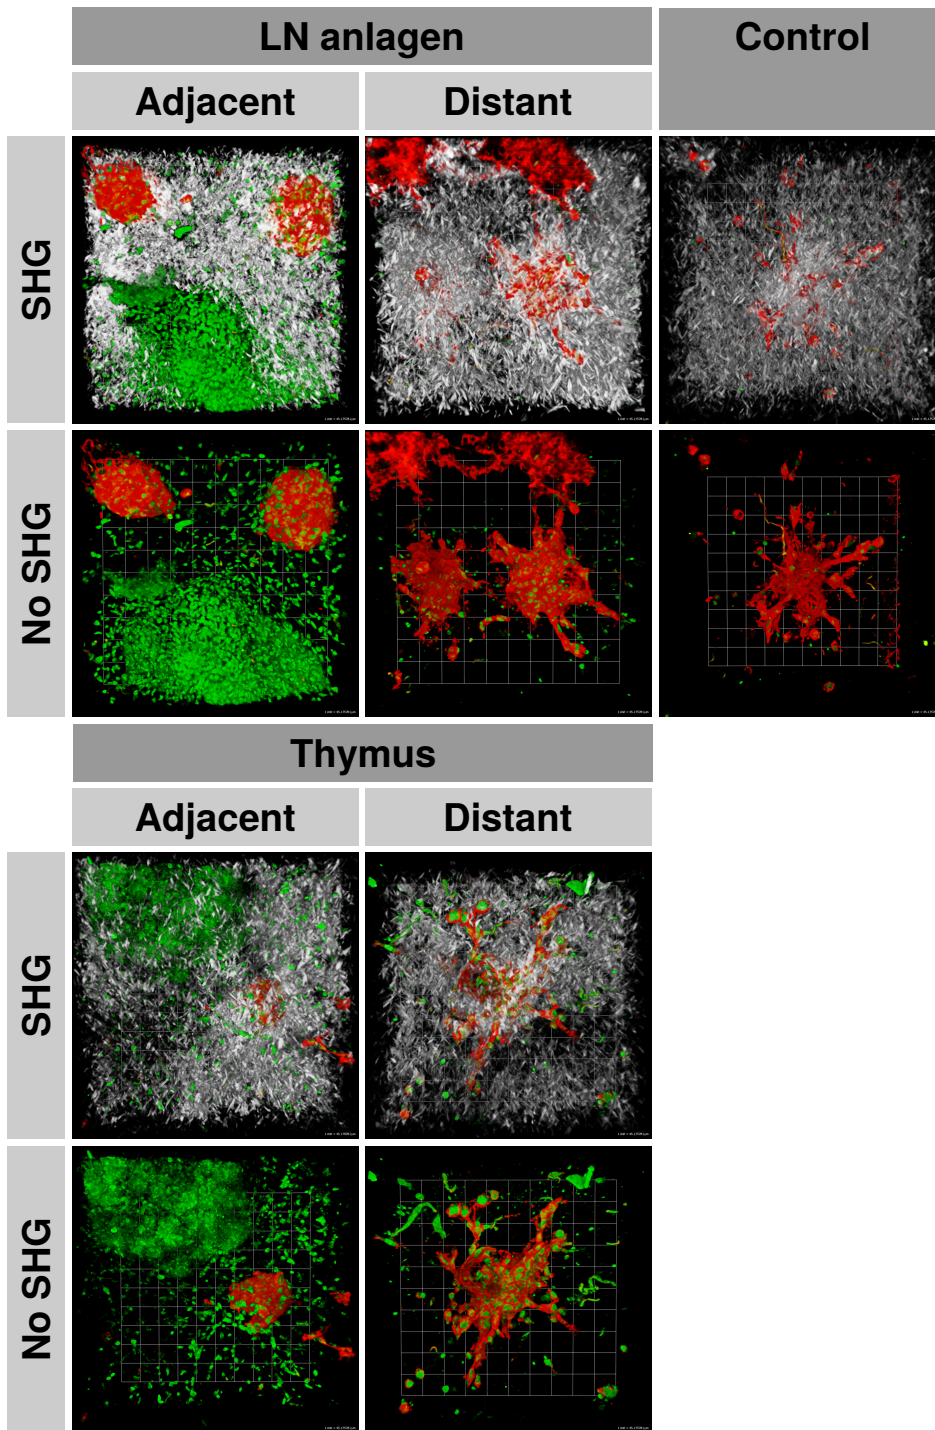 LN anlagen
Control
Adjacent
Distant
SHG
No SHG
Thymus
Adjacent
Distant
SHG
No SHG